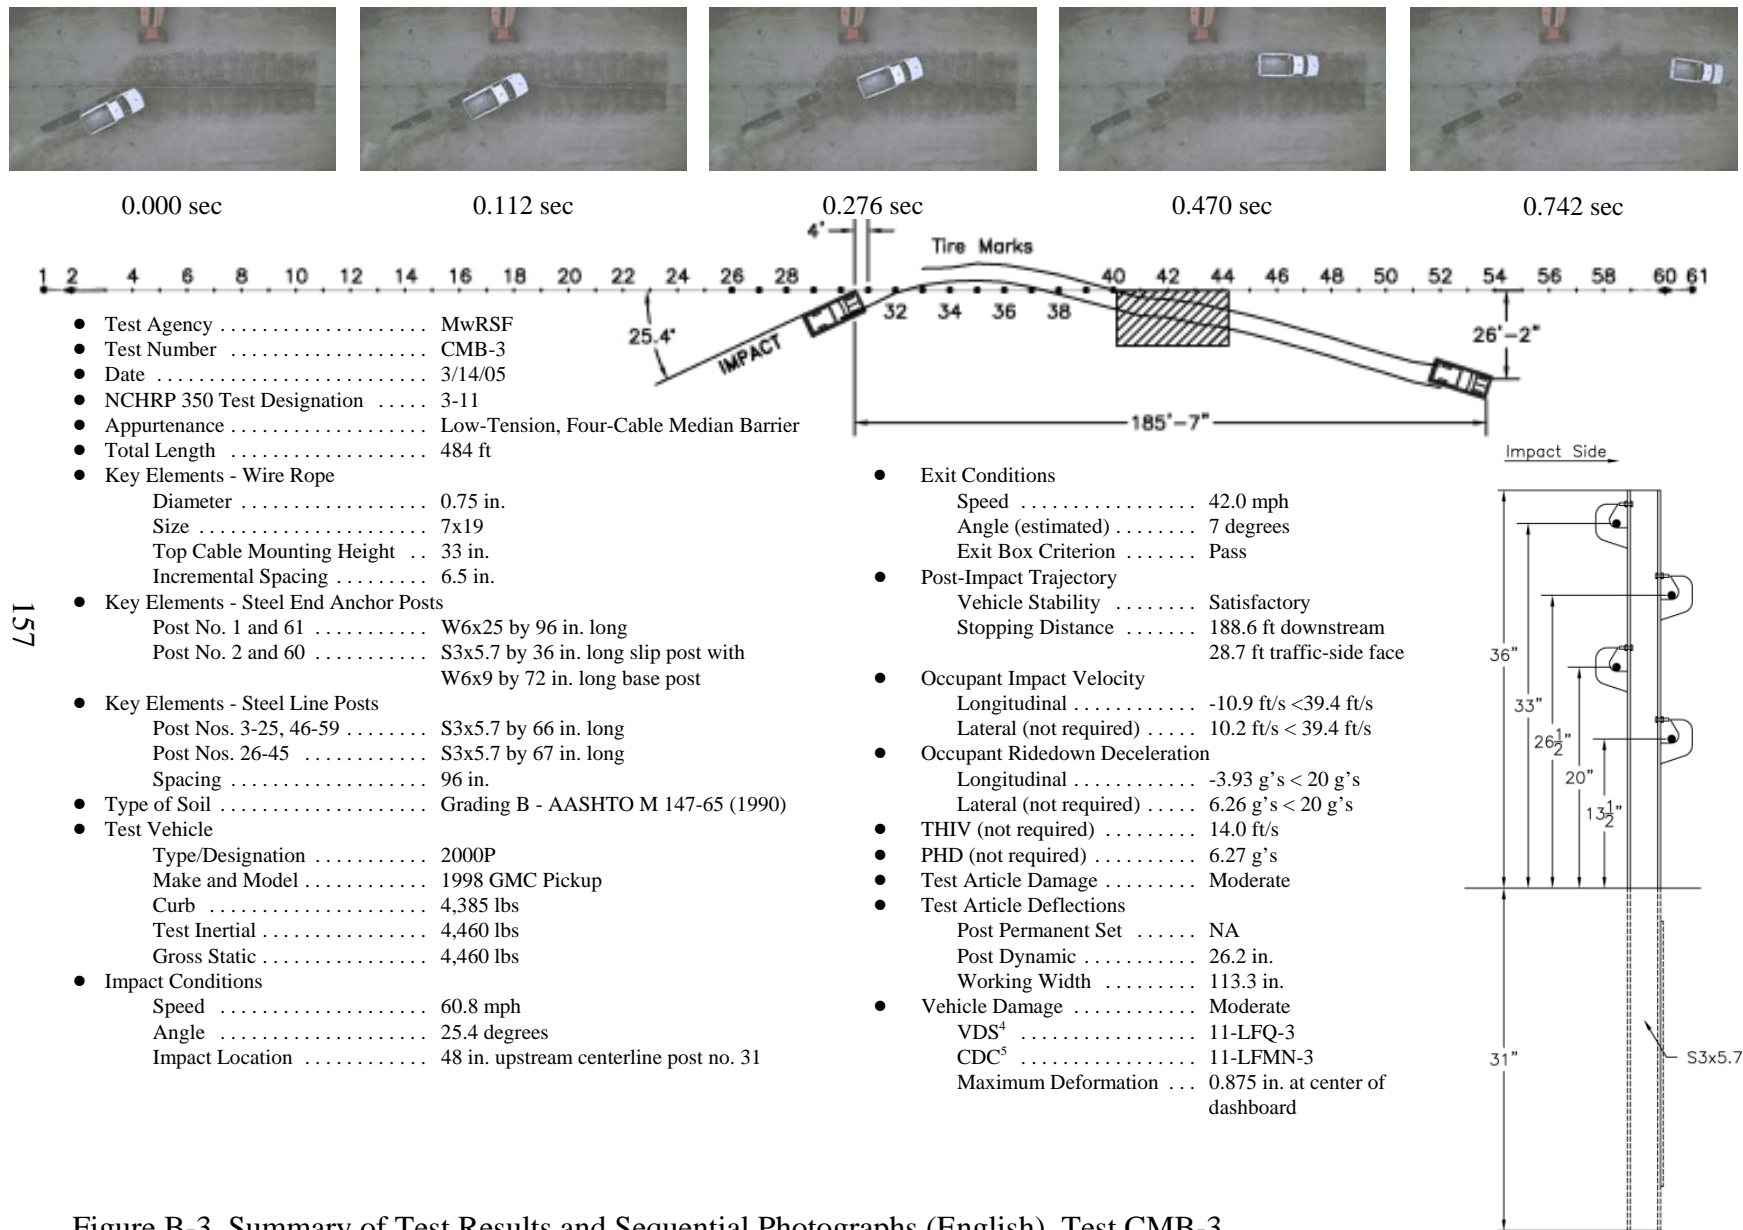 0.000 sec
0.112 sec
0.276 sec
0.470 sec
0.742 sec
4'
Tire Marks
1 2 4 6 8 10 12 14 16 18 20 22 24 26 28 40 42 44 46 48 50 52 54 56 58 60 61
32 34 36 38
25.4°
IMPACT
26'-2"
185'-7"
● Test Agency . . . . . . . . . . . . . . . . . . . MwRSF
● Test Number . . . . . . . . . . . . . . . . . . CMB-3
● Date . . . . . . . . . . . . . . . . . . . . . . . . . 3/14/05
● NCHRP 350 Test Designation . . . . . 3-11
● Appurtenance . . . . . . . . . . . . . . . . . . Low-Tension, Four-Cable Median Barrier
● Total Length . . . . . . . . . . . . . . . . . . . 484 ft
● Key Elements - Wire Rope
Diameter . . . . . . . . . . . . . . . . . 0.75 in.
Size . . . . . . . . . . . . . . . . . . . . . 7x19
Top Cable Mounting Height . . 33 in.
Incremental Spacing . . . . . . . . . 6.5 in.
● Key Elements - Steel End Anchor Posts
Post No. 1 and 61 . . . . . . . . . . . W6x25 by 96 in. long
Post No. 2 and 60 . . . . . . . . . . . S3x5.7 by 36 in. long slip post with
W6x9 by 72 in. long base post
● Key Elements - Steel Line Posts
Post Nos. 3-25, 46-59 . . . . . . . . S3x5.7 by 66 in. long
Post Nos. 26-45 . . . . . . . . . . . . S3x5.7 by 67 in. long
Spacing . . . . . . . . . . . . . . . . . . 96 in.
● Type of Soil . . . . . . . . . . . . . . . . . . . Grading B - AASHTO M 147-65 (1990)
● Test Vehicle
Type/Designation . . . . . . . . . . . 2000P
Make and Model . . . . . . . . . . . . 1998 GMC Pickup
Curb . . . . . . . . . . . . . . . . . . . . 4,385 lbs
Test Inertial . . . . . . . . . . . . . . . 4,460 lbs
Gross Static . . . . . . . . . . . . . . . . 4,460 lbs
● Impact Conditions
Speed . . . . . . . . . . . . . . . . . . . 60.8 mph
Angle . . . . . . . . . . . . . . . . . . . 25.4 degrees
Impact Location . . . . . . . . . . . . 48 in. upstream centerline post no. 31
● Exit Conditions
Speed . . . . . . . . . . . . . . . . . 42.0 mph
Angle (estimated) . . . . . . . . 7 degrees
Exit Box Criterion . . . . . . . Pass
● Post-Impact Trajectory
Vehicle Stability . . . . . . . . Satisfactory
Stopping Distance . . . . . . . 188.6 ft downstream
28.7 ft traffic-side face
● Occupant Impact Velocity
Longitudinal . . . . . . . . . . . . -10.9 ft/s <39.4 ft/s
Lateral (not required) . . . . . 10.2 ft/s < 39.4 ft/s
● Occupant Ridedown Deceleration
Longitudinal . . . . . . . . . . . . -3.93 g's < 20 g's
Lateral (not required) . . . . . 6.26 g's < 20 g's
● THIV (not required) . . . . . . . . . 14.0 ft/s
● PHD (not required) . . . . . . . . . . 6.27 g's
● Test Article Damage . . . . . . . . . Moderate
● Test Article Deflections
Post Permanent Set . . . . . . NA
Post Dynamic . . . . . . . . . . . 26.2 in.
Working Width . . . . . . . . . 113.3 in.
● Vehicle Damage . . . . . . . . . . . . Moderate
VDS⁴ . . . . . . . . . . . . . . . . . 11-LFQ-3
CDC⁵ . . . . . . . . . . . . . . . . . 11-LFMN-3
Maximum Deformation . . . 0.875 in. at center of
dashboard
Impact Side
36"
33"
26½"
20"
13½"
31"
S3x5.7
157
Figure B-3. Summary of Test Results and Sequential Photographs (English), Test CMB-3